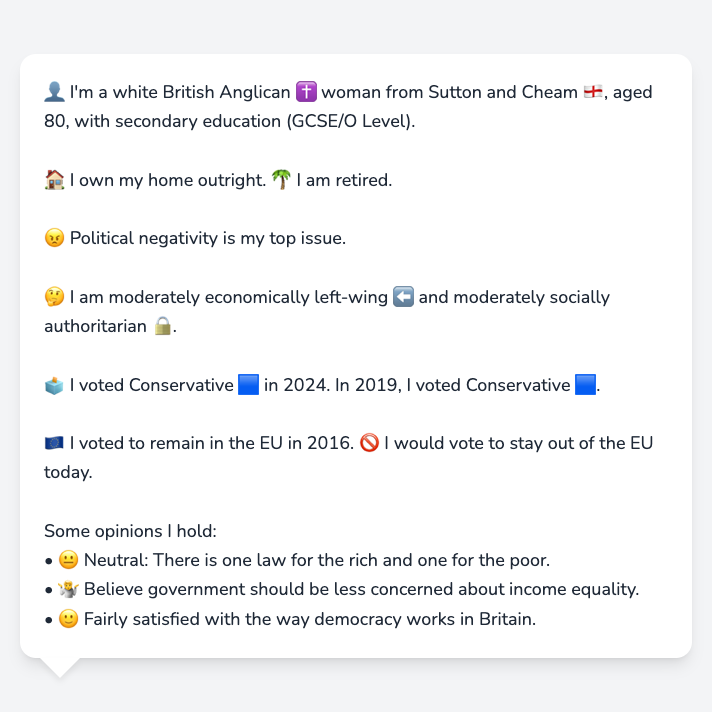 👤 I'm a white British Anglican ✝️ woman from Sutton and Cheam 🏴󠁧󠁢󠁥󠁮󠁧󠁿, aged
80, with secondary education (GCSE/O Level).
🏠 I own my home outright. 🌴 I am retired.
😠 Political negativity is my top issue.
🤔 I am moderately economically left-wing ⬅️ and moderately socially
authoritarian 🔒.
🗳️ I voted Conservative 🟦 in 2024. In 2019, I voted Conservative 🟦.
🇪🇺 I voted to remain in the EU in 2016. 🚫 I would vote to stay out of the EU
today.
Some opinions I hold:
• 😐 Neutral: There is one law for the rich and one for the poor.
• 🤷 Believe government should be less concerned about income equality.
• 🙂 Fairly satisfied with the way democracy works in Britain.